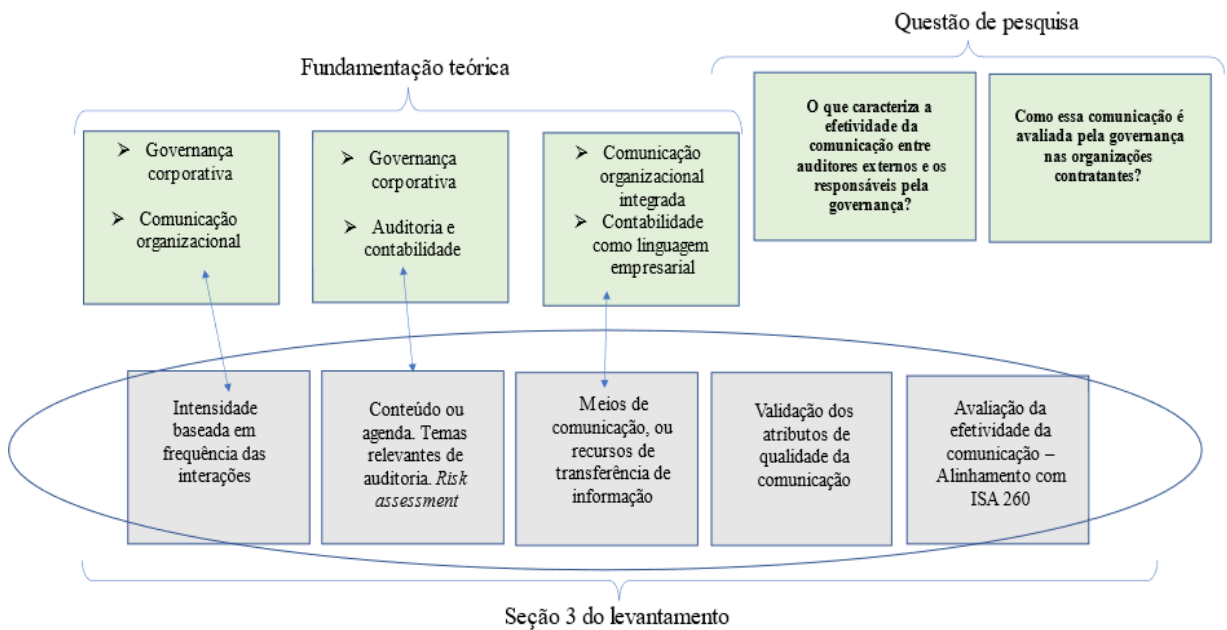 Questão de pesquisa
Fundamentação teórica
➤ Governança
corporativa
➤ Comunicação
organizacional
➤ Governança
corporativa
➤ Auditoria e
contabilidade
➤ Comunicação
organizacional
integrada
➤ Contabilidade
como linguagem
empresarial
O que caracteriza a
efetividade da
comunicação entre
auditores externos e os
responsáveis pela
governança?
Como essa comunicação é
avaliada pela governança
nas organizações
contratantes?
Intensidade
baseada em
frequência das
interações
Conteúdo ou
agenda. Temas
relevantes de
auditoria. Risk
assessment
Meios de
comunicação, ou
recursos de
transferência de
informação
Validação dos
atributos de
qualidade da
comunicação
Avaliação da
efetividade da
comunicação –
Alinhamento com
ISA 260
Seção 3 do levantamento